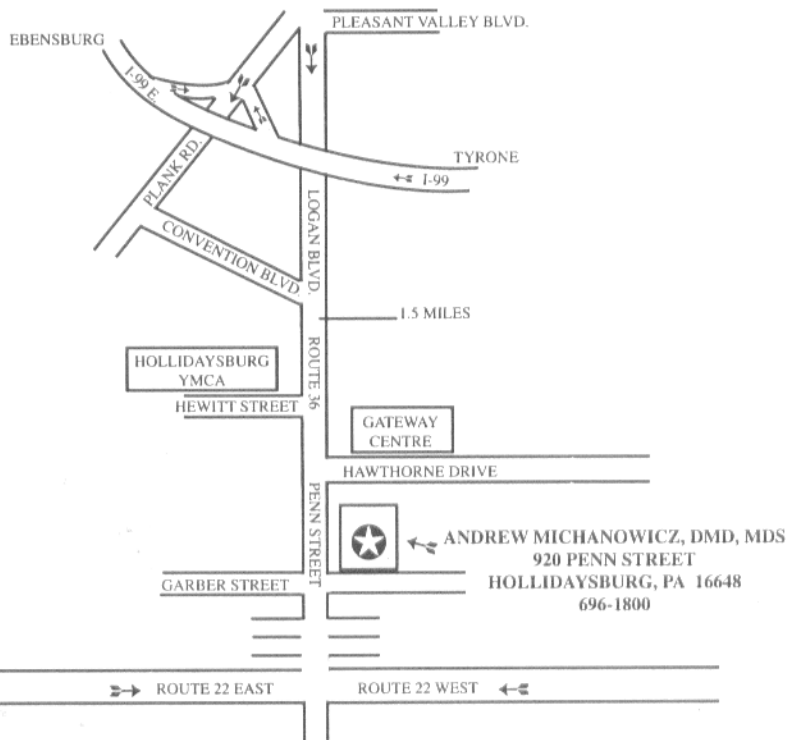 PLEASANT VALLEY BLVD.
EBENSBURG
I-99 E.
TYRONE
I-99
PLANK RD.
LOGAN BLVD.
CONVENTION BLVD.
1.5 MILES
ROUTE 36
HOLLIDAYSBURG
YMCA
HEWITT STREET
GATEWAY
CENTRE
HAWTHORNE DRIVE
PENN STREET
ANDREW MICHANOWICZ, DMD, MDS
920 PENN STREET
HOLLIDAYSBURG, PA 16648
696-1800
GARBER STREET
ROUTE 22 EAST
ROUTE 22 WEST